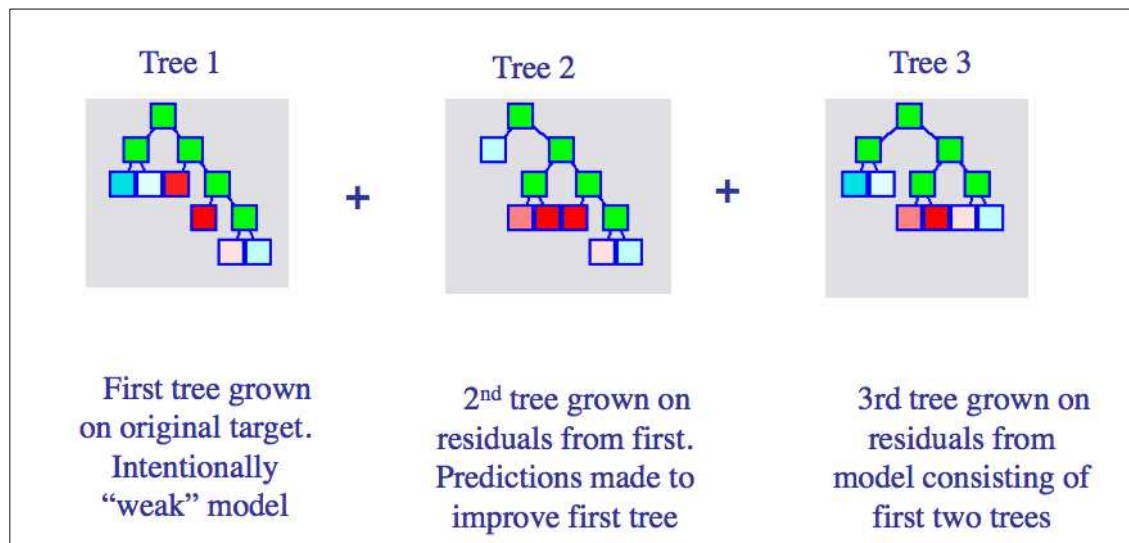 Tree 1
Tree 2
Tree 3
+
+
First tree grown
on original target.
Intentionally
“weak” model
2nd tree grown on
residuals from first.
Predictions made to
improve first tree
3rd tree grown on
residuals from
model consisting of
first two trees